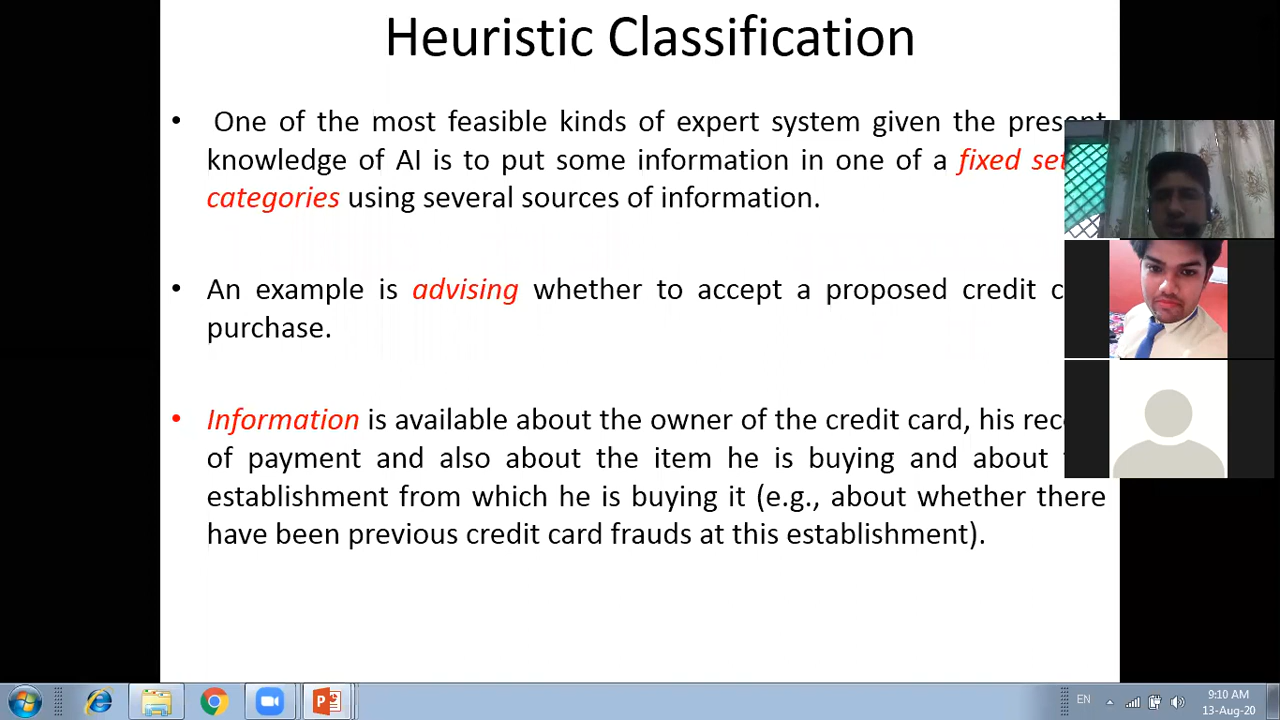 Heuristic Classification
• One of the most feasible kinds of expert system given the present
knowledge of AI is to put some information in one of a fixed set
categories using several sources of information.
• An example is advising whether to accept a proposed credit
purchase.
• Information is available about the owner of the credit card, his
of payment and also about the item he is buying and about
establishment from which he is buying it (e.g., about whether there
have been previous credit card frauds at this establishment).
EN
9:10 AM
13-Aug-20